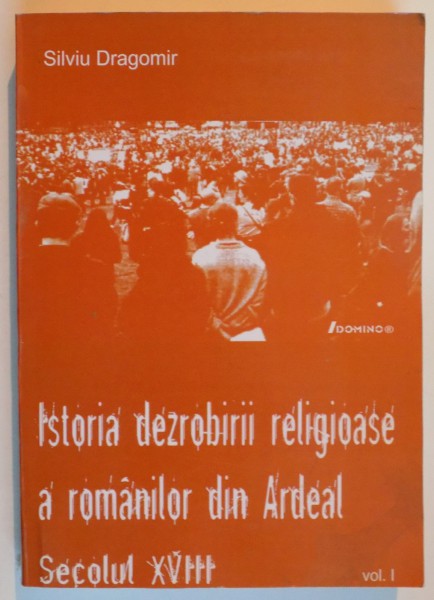 Silviu Dragomir
DOMINO®
Istoria dezrobirii religioase
a românilor din Ardeal
Secolul XVIII
vol. I